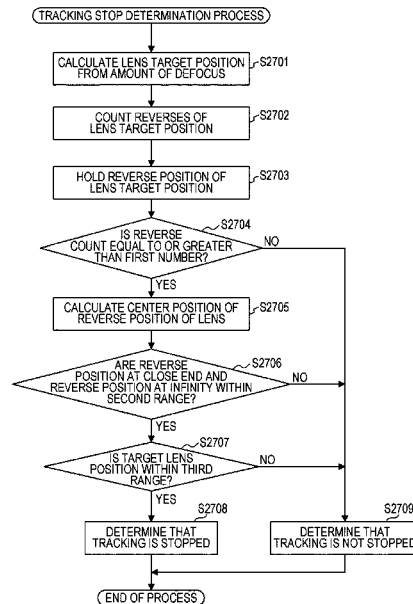 TRACKING STOP DETERMINATION PROCESS
CALCULATE LENS TARGET POSITION
FROM AMOUNT OF DEFOCUS
S2701
COUNT REVERSES OF
LENS TARGET POSITION
S2702
HOLD REVERSE POSITION OF
LENS TARGET POSITION
S2703
S2704
IS REVERSE
COUNT EQUAL TO OR GREATER
THAN FIRST NUMBER?
NO
YES
CALCULATE CENTER POSITION OF
REVERSE POSITION OF LENS
S2705
S2706
ARE REVERSE
POSITION AT CLOSE END AND
REVERSE POSITION AT INFINITY WITHIN
SECOND RANGE?
NO
YES
S2707
IS TARGET LENS
POSITION WITHIN THIRD
RANGE?
NO
YES
S2708
DETERMINE THAT
TRACKING IS STOPPED
S2709
DETERMINE THAT
TRACKING IS NOT STOPPED
END OF PROCESS